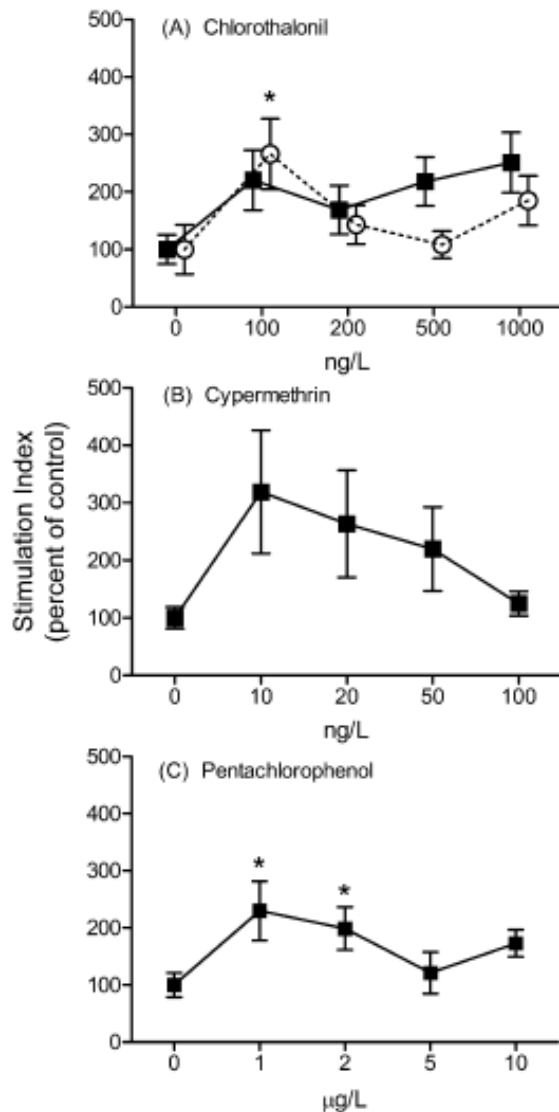 (A) Chlorothalonil
500
400
*
300
200
100
0
0 100 200 500 1000
ng/L
(B) Cypermethrin
500
400
300
200
100
0
0 10 20 50 100
ng/L
Stimulation Index
(percent of control)
(C) Pentachlorophenol
500
400
300
* *
200
100
0
0 1 2 5 10
µg/L